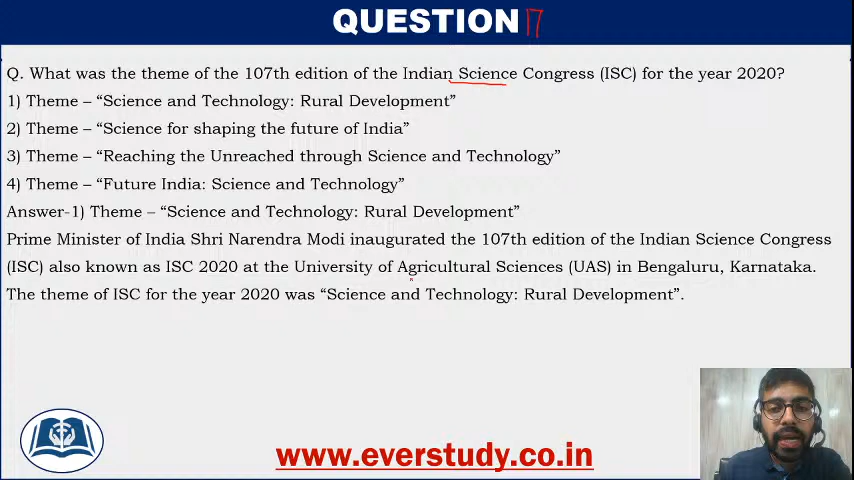 QUESTION 17
Q. What was the theme of the 107th edition of the Indian Science Congress (ISC) for the year 2020?
1) Theme – “Science and Technology: Rural Development”
2) Theme – “Science for shaping the future of India”
3) Theme – “Reaching the Unreached through Science and Technology”
4) Theme – “Future India: Science and Technology”
Answer-1) Theme – “Science and Technology: Rural Development”
Prime Minister of India Shri Narendra Modi inaugurated the 107th edition of the Indian Science Congress
(ISC) also known as ISC 2020 at the University of Agricultural Sciences (UAS) in Bengaluru, Karnataka.
The theme of ISC for the year 2020 was “Science and Technology: Rural Development”.
www.everstudy.co.in